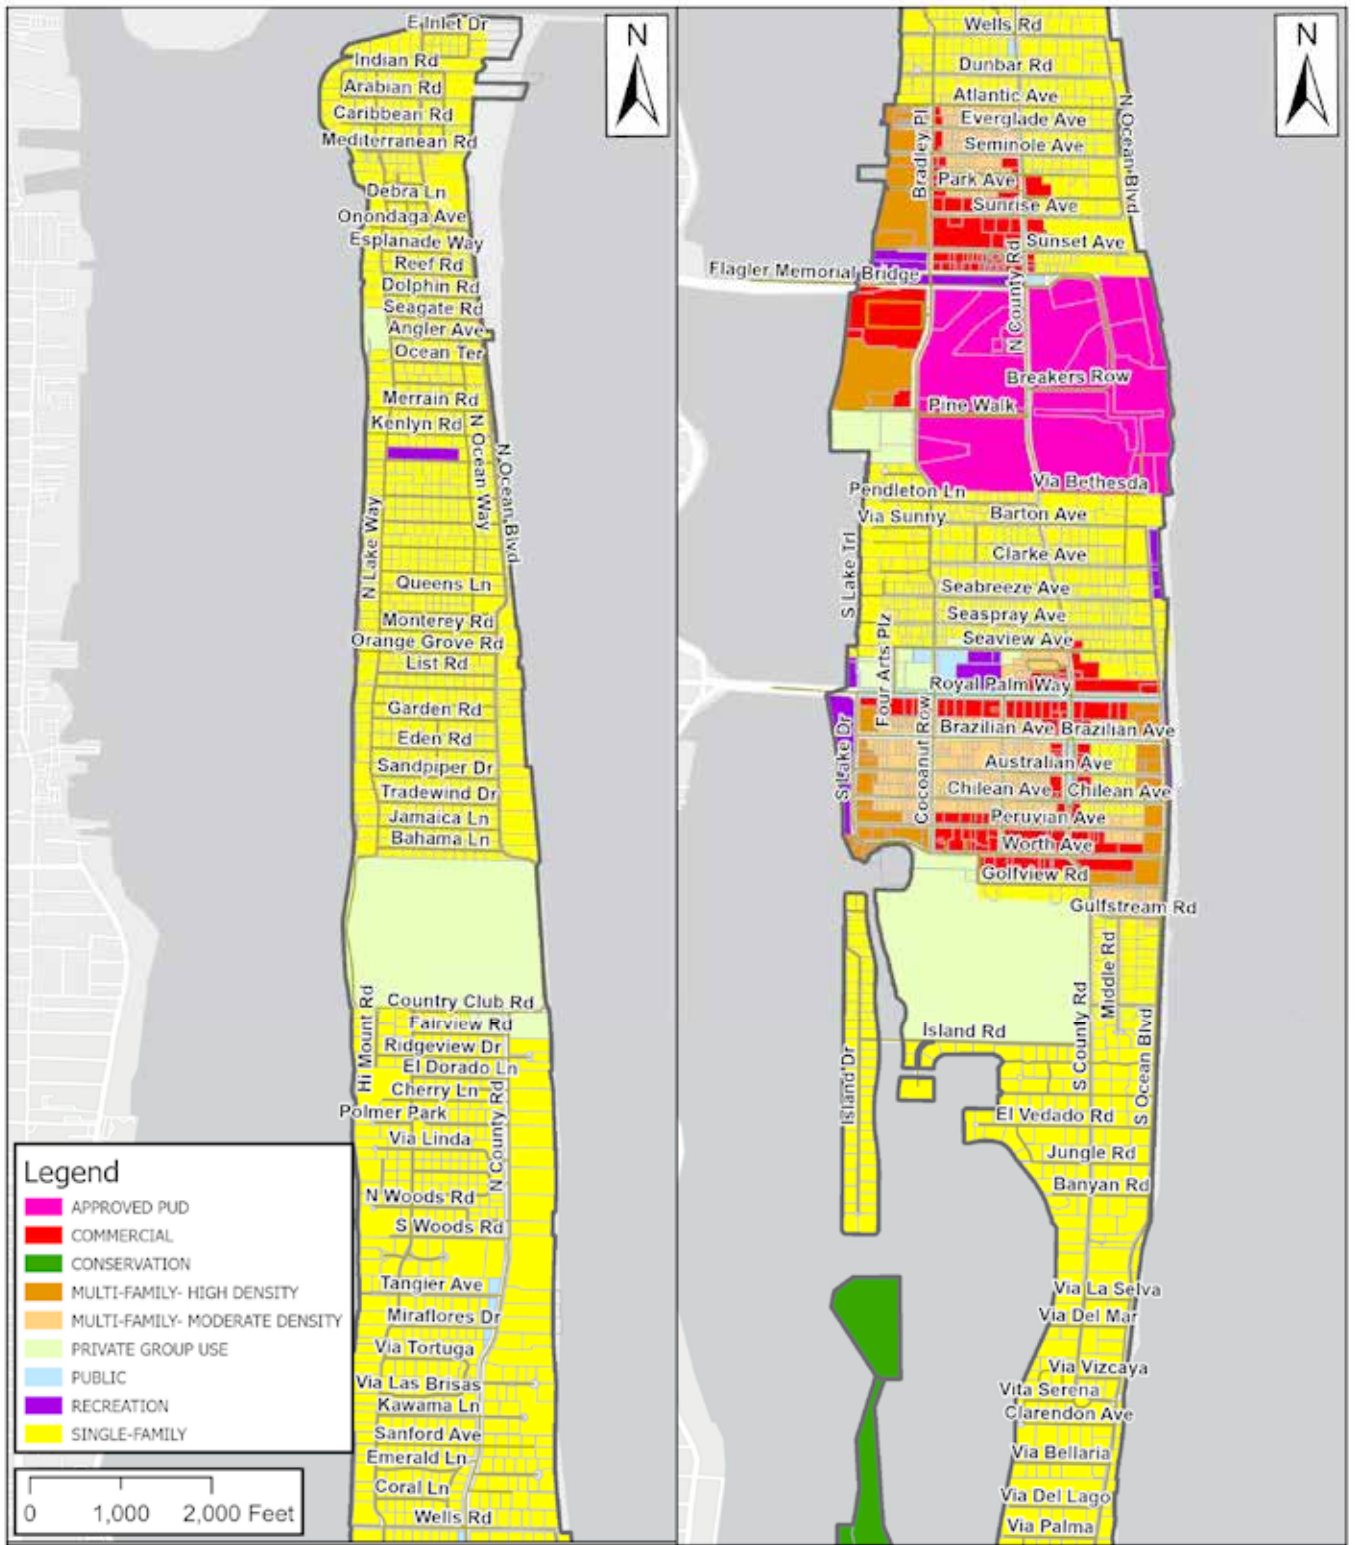 E Inlet Dr
Indian Rd
Arabian Rd
Caribbean Rd
Mediterranean Rd
Debra Ln
Onondaga Ave
Esplanade Way
Reef Rd
Dolphin Rd
Seagate Rd
Angler Ave
Ocean Ter
Merrain Rd
Kenlyn Rd
N Ocean Way
N Ocean Blvd
N Lake Way
Queens Ln
Monterey Rd
Orange Grove Rd
List Rd
Garden Rd
Eden Rd
Sandpiper Dr
Tradewind Dr
Jamaica Ln
Bahama Ln
Country Club Rd
Hi Mount Rd
Fairview Rd
Ridgeview Dr
El Dorado Ln
Cherry Ln
N County Rd
Polmer Park
Via Linda
N Woods Rd
S Woods Rd
Tangier Ave
Miraflores Dr
Via Tortuga
Via Las Brisas
Kawama Ln
Sanford Ave
Emerald Ln
Coral Ln
Wells Rd
N
Legend
APPROVED PUD
COMMERCIAL
CONSERVATION
MULTI-FAMILY- HIGH DENSITY
MULTI-FAMILY- MODERATE DENSITY
PRIVATE GROUP USE
PUBLIC
RECREATION
SINGLE-FAMILY
0 1,000 2,000 Feet
N
Wells Rd
Dunbar Rd
Atlantic Ave
N Ocean Blvd
Everglade Ave
Bradley Pl
Seminole Ave
Park Ave
Sunrise Ave
Sunset Ave
N County Rd
Flagler Memorial Bridge
Breakers Row
Pine Walk
Via Bethesda
Pendleton Ln
Barton Ave
Via Sunny
Clarke Ave
S Lake Trl
Seabreeze Ave
Seaspray Ave
Seaview Ave
Four Arts Plz
Royal Palm Way
Brazilian Ave
Brazilian Ave
S Lake Dr
Cocoanut Row
Australian Ave
Chilean Ave
Chilean Ave
Peruvian Ave
Worth Ave
Golfview Rd
Gulfstream Rd
Middle Rd
S County Rd
Island Rd
S Ocean Blvd
Island Dr
El Vedado Rd
Jungle Rd
Banyan Rd
Via La Selva
Via Del Mar
Via Vizcaya
Vita Serena
Clarendon Ave
Via Bellaria
Via Del Lago
Via Palma